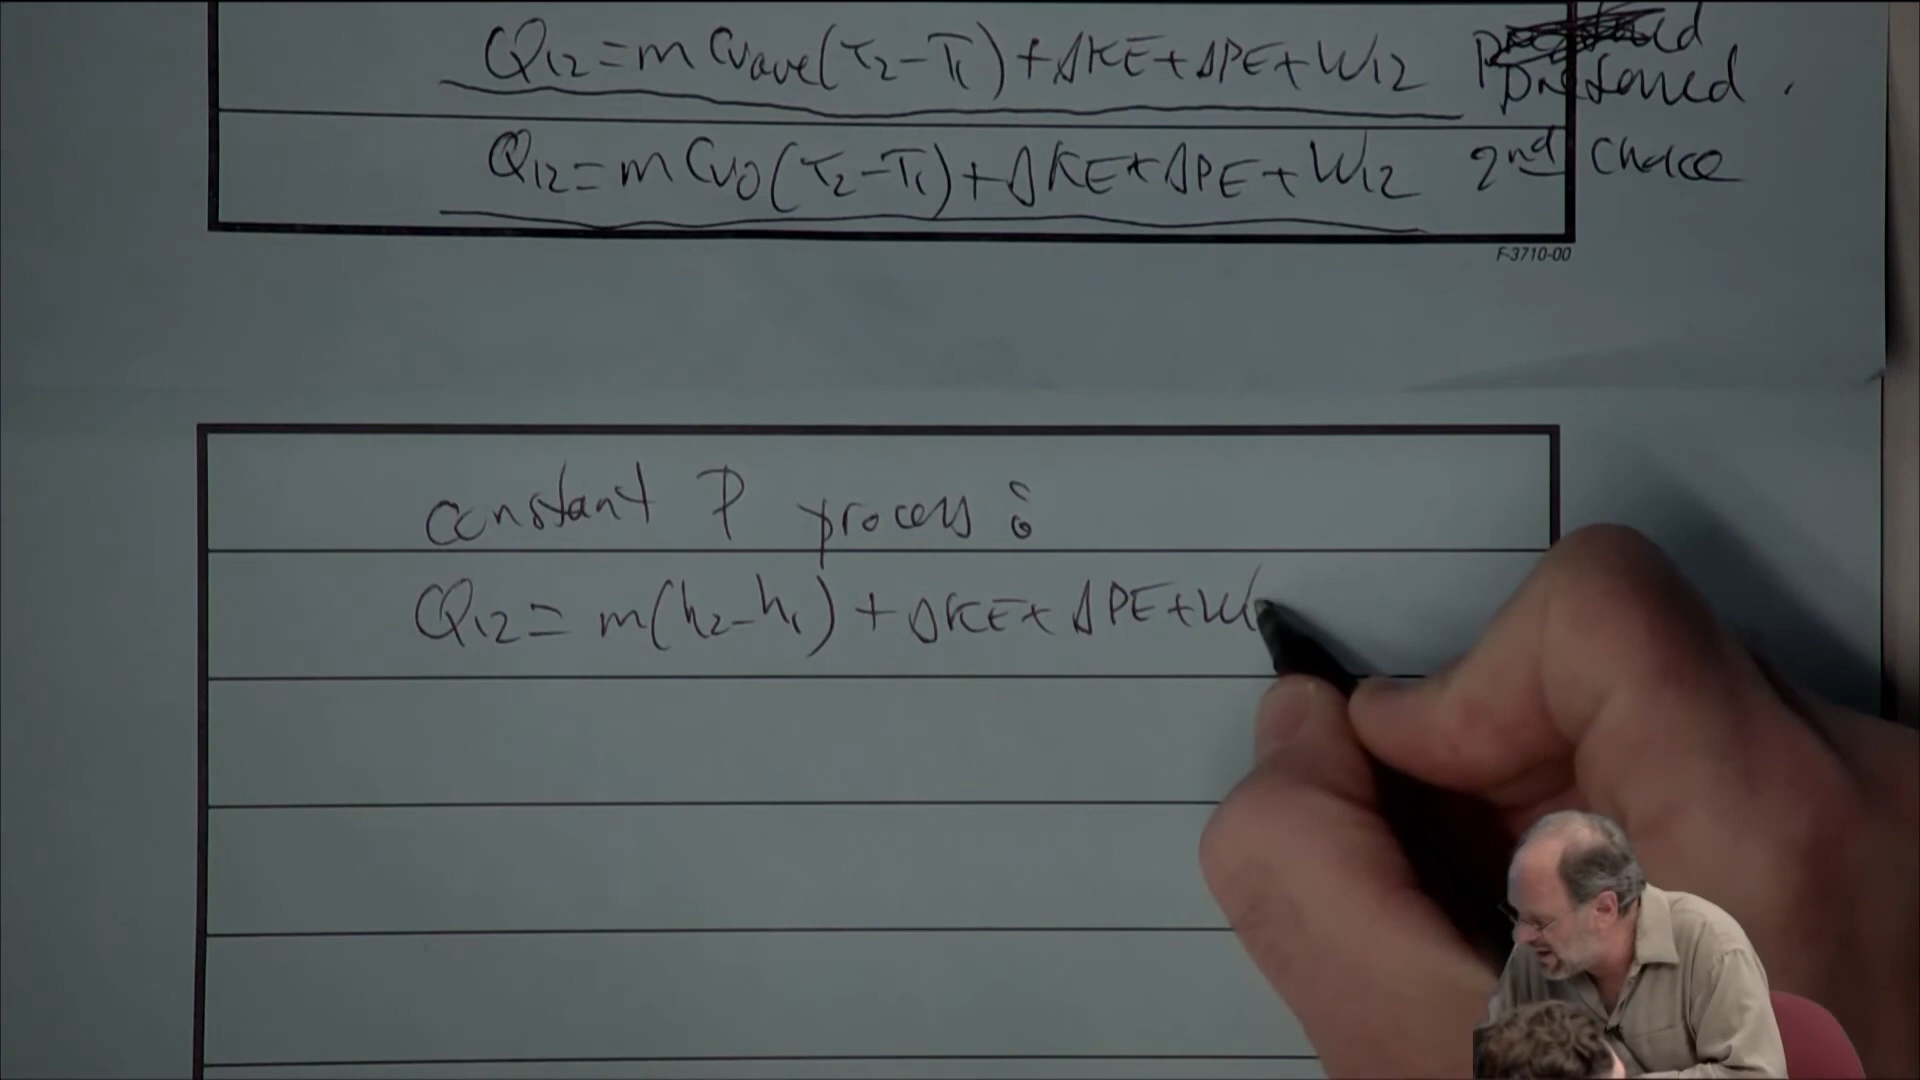 Q12 = m Cvave(T2-T1) + ΔKE + ΔPE + W12 preferred.
Q12 = m Cv0(T2-T1) + ΔKE + ΔPE + W12 2nd choice
F-3710-00
constant P process:
Q12 = m(h2-h1) + ΔKE + ΔPE + W